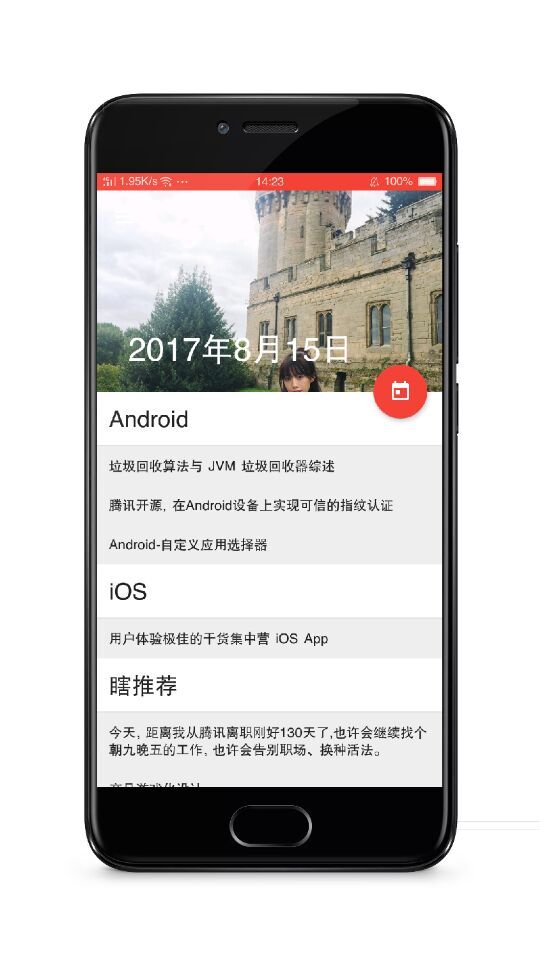 1.95K/s ··· 14:23 100%
2017年8月15日
Android
垃圾回收算法与 JVM 垃圾回收器综述
腾讯开源, 在Android设备上实现可信的指纹认证
Android-自定义应用选择器
iOS
用户体验极佳的干货集中营 iOS App
瞎推荐
今天, 距离我从腾讯离职刚好130天了,也许会继续找个
朝九晚五的工作, 也许会告别职场、换种活法。